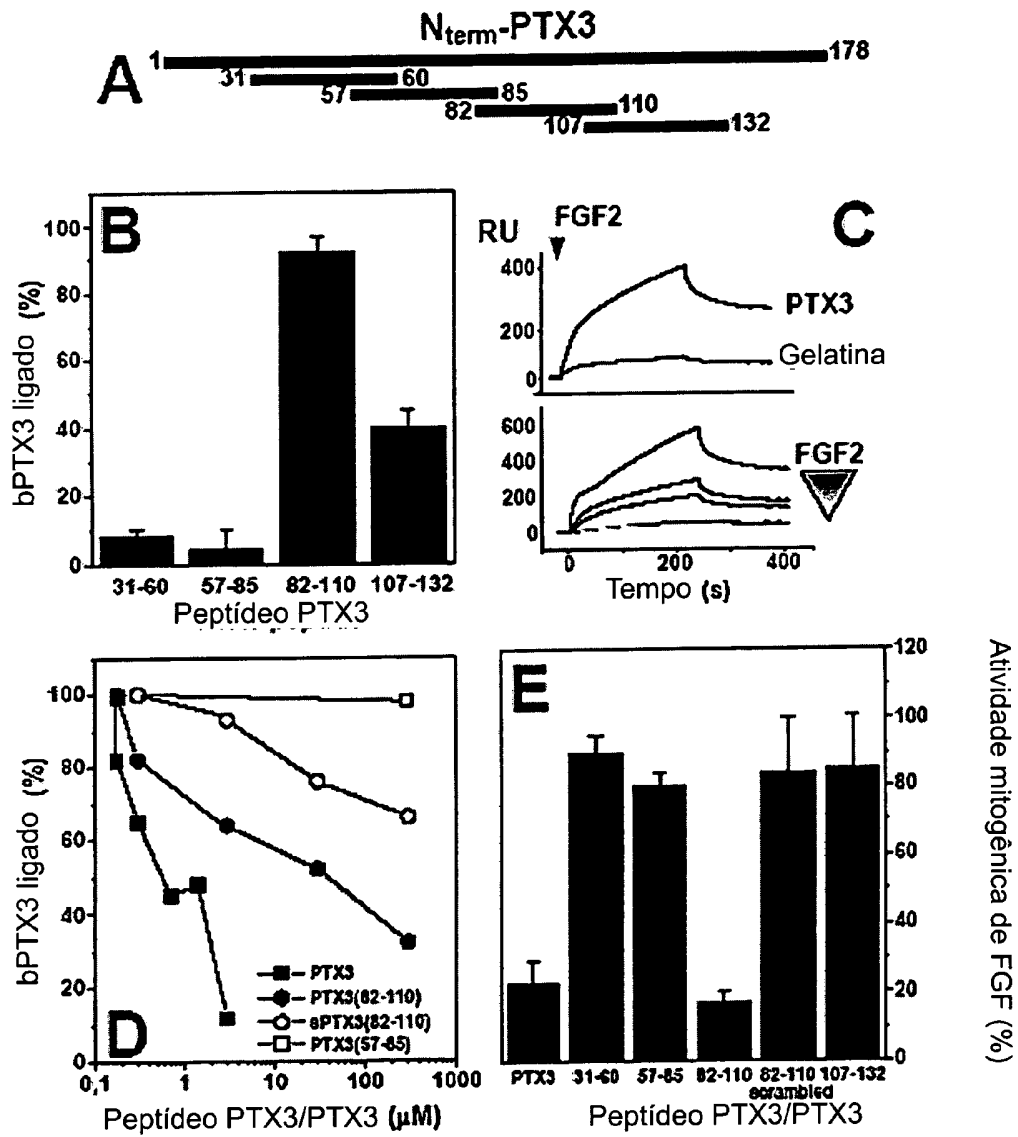 Nterm-PTX3
A
1 178
31 60
57 85
82 110
107 132
B
bPTX3 ligado (%)
100
80
60
40
20
0
31-60 57-85 82-110 107-132
Peptídeo PTX3
C
RU
FGF2
400
200
0
PTX3
Gelatina
600
400
200
0
FGF2
0 200 400
Tempo (s)
D
bPTX3 ligado (%)
100
80
60
40
20
0
PTX3
PTX3(82-110)
sPTX3(82-110)
PTX3(57-85)
0,1 1 10 100 1000
Peptídeo PTX3/PTX3 (µM)
E
120
100
80
60
40
20
0
Atividade mitogênica de FGF (%)
PTX3 31-60 57-85 82-110 82-110 107-132
scrambled
Peptídeo PTX3/PTX3